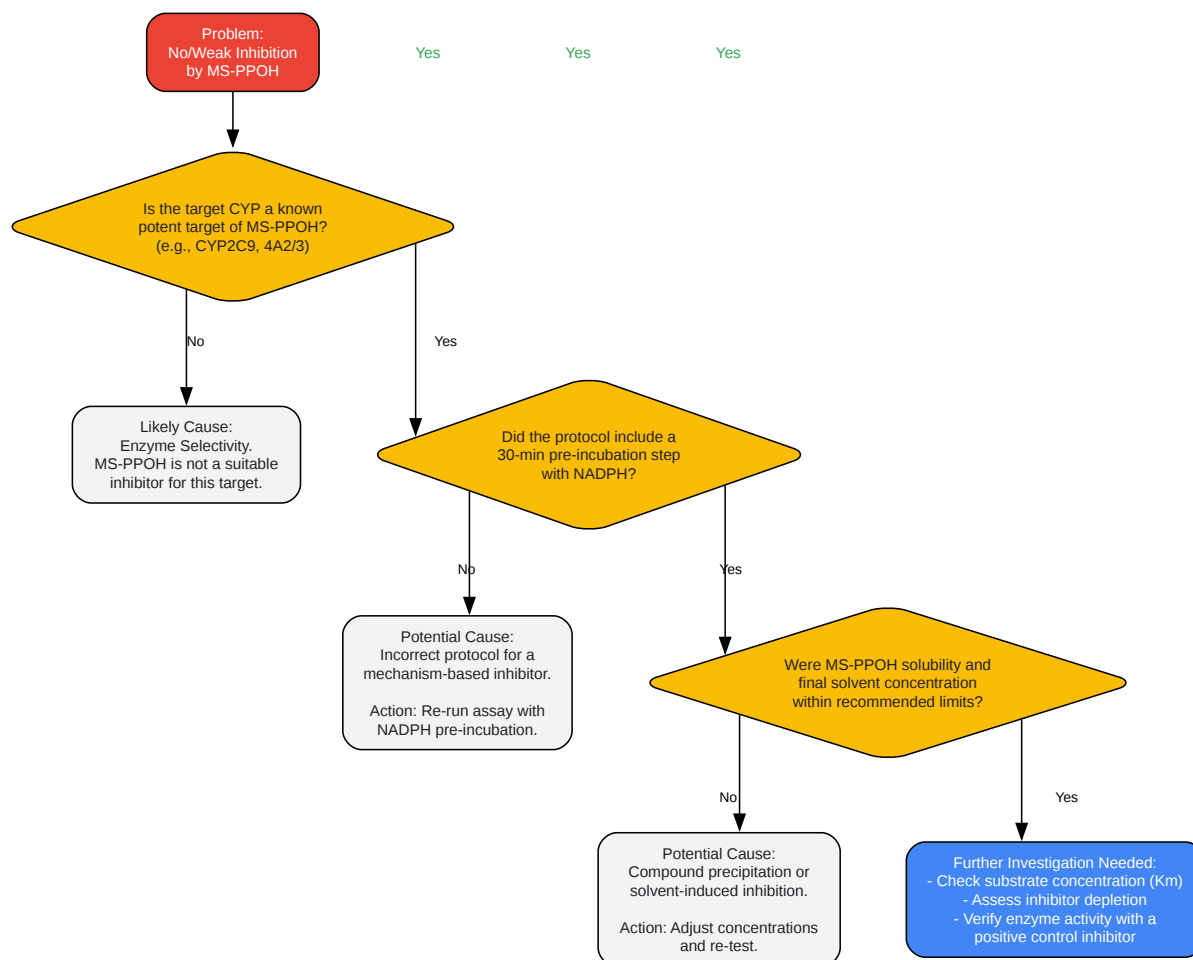 Problem:
No/Weak Inhibition
by MS-PPOH
Yes
Yes
Yes
Is the target CYP a known
potent target of MS-PPOH?
(e.g., CYP2C9, 4A2/3)
No
Yes
Likely Cause:
Enzyme Selectivity.
MS-PPOH is not a suitable
inhibitor for this target.
Did the protocol include a
30-min pre-incubation step
with NADPH?
No
Yes
Potential Cause:
Incorrect protocol for a
mechanism-based inhibitor.
Action: Re-run assay with
NADPH pre-incubation.
Were MS-PPOH solubility and
final solvent concentration
within recommended limits?
No
Yes
Potential Cause:
Compound precipitation or
solvent-induced inhibition.
Action: Adjust concentrations
and re-test.
Further Investigation Needed:
- Check substrate concentration (Km)
- Assess inhibitor depletion
- Verify enzyme activity with a
positive control inhibitor